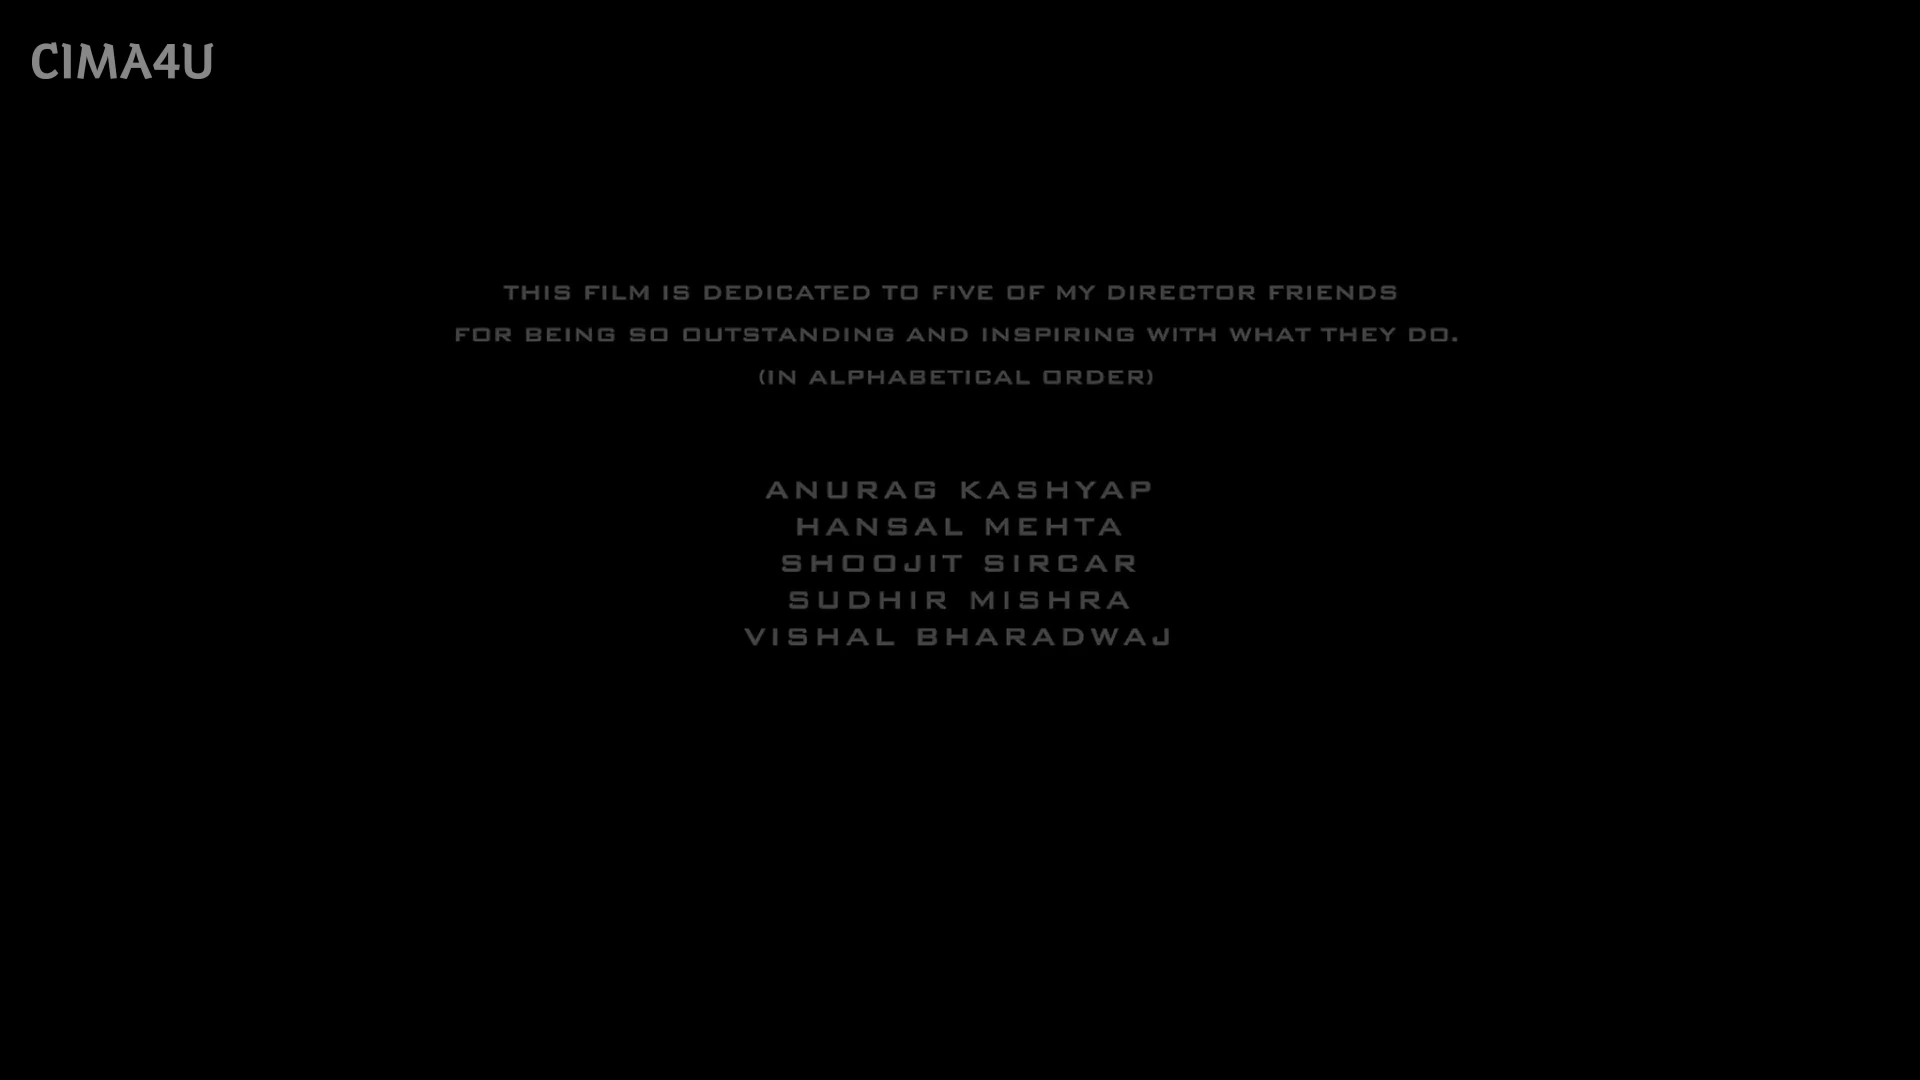 CIMA4U
THIS FILM IS DEDICATED TO FIVE OF MY DIRECTOR FRIENDS
FOR BEING SO OUTSTANDING AND INSPIRING WITH WHAT THEY DO.
(IN ALPHABETICAL ORDER)
ANURAG KASHYAP
HANSAL MEHTA
SHOOJIT SIRCAR
SUDHIR MISHRA
VISHAL BHARADWAJ